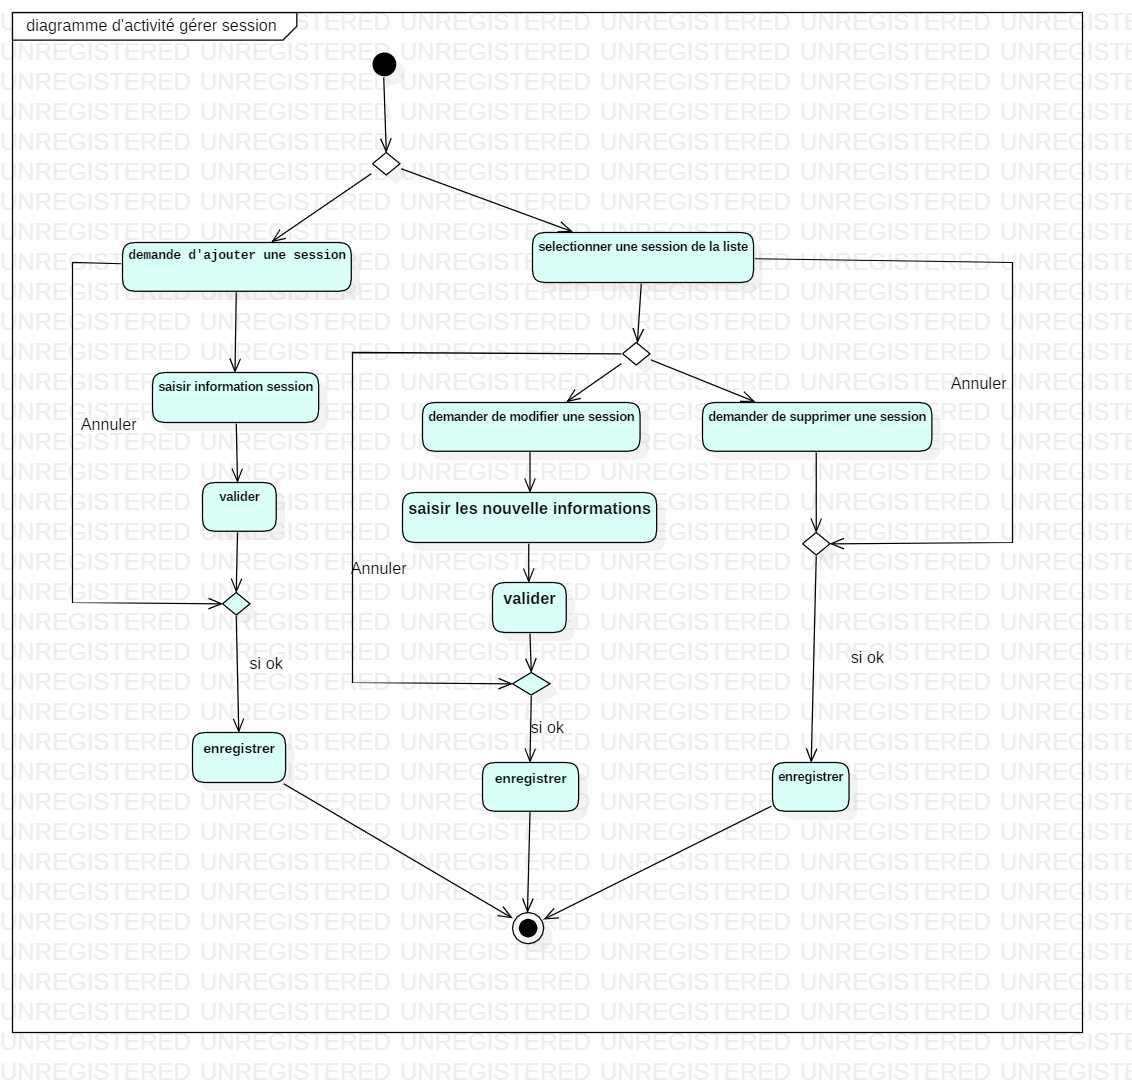 diagramme d'activité gérer session
demande d'ajouter une session
selectionner une session de la liste
Annuler
saisir information session
demander de modifier une session
demander de supprimer une session
Annuler
valider
saisir les nouvelle informations
Annuler
valider
si ok
si ok
si ok
enregistrer
enregistrer
enregistrer
UNREGISTERED